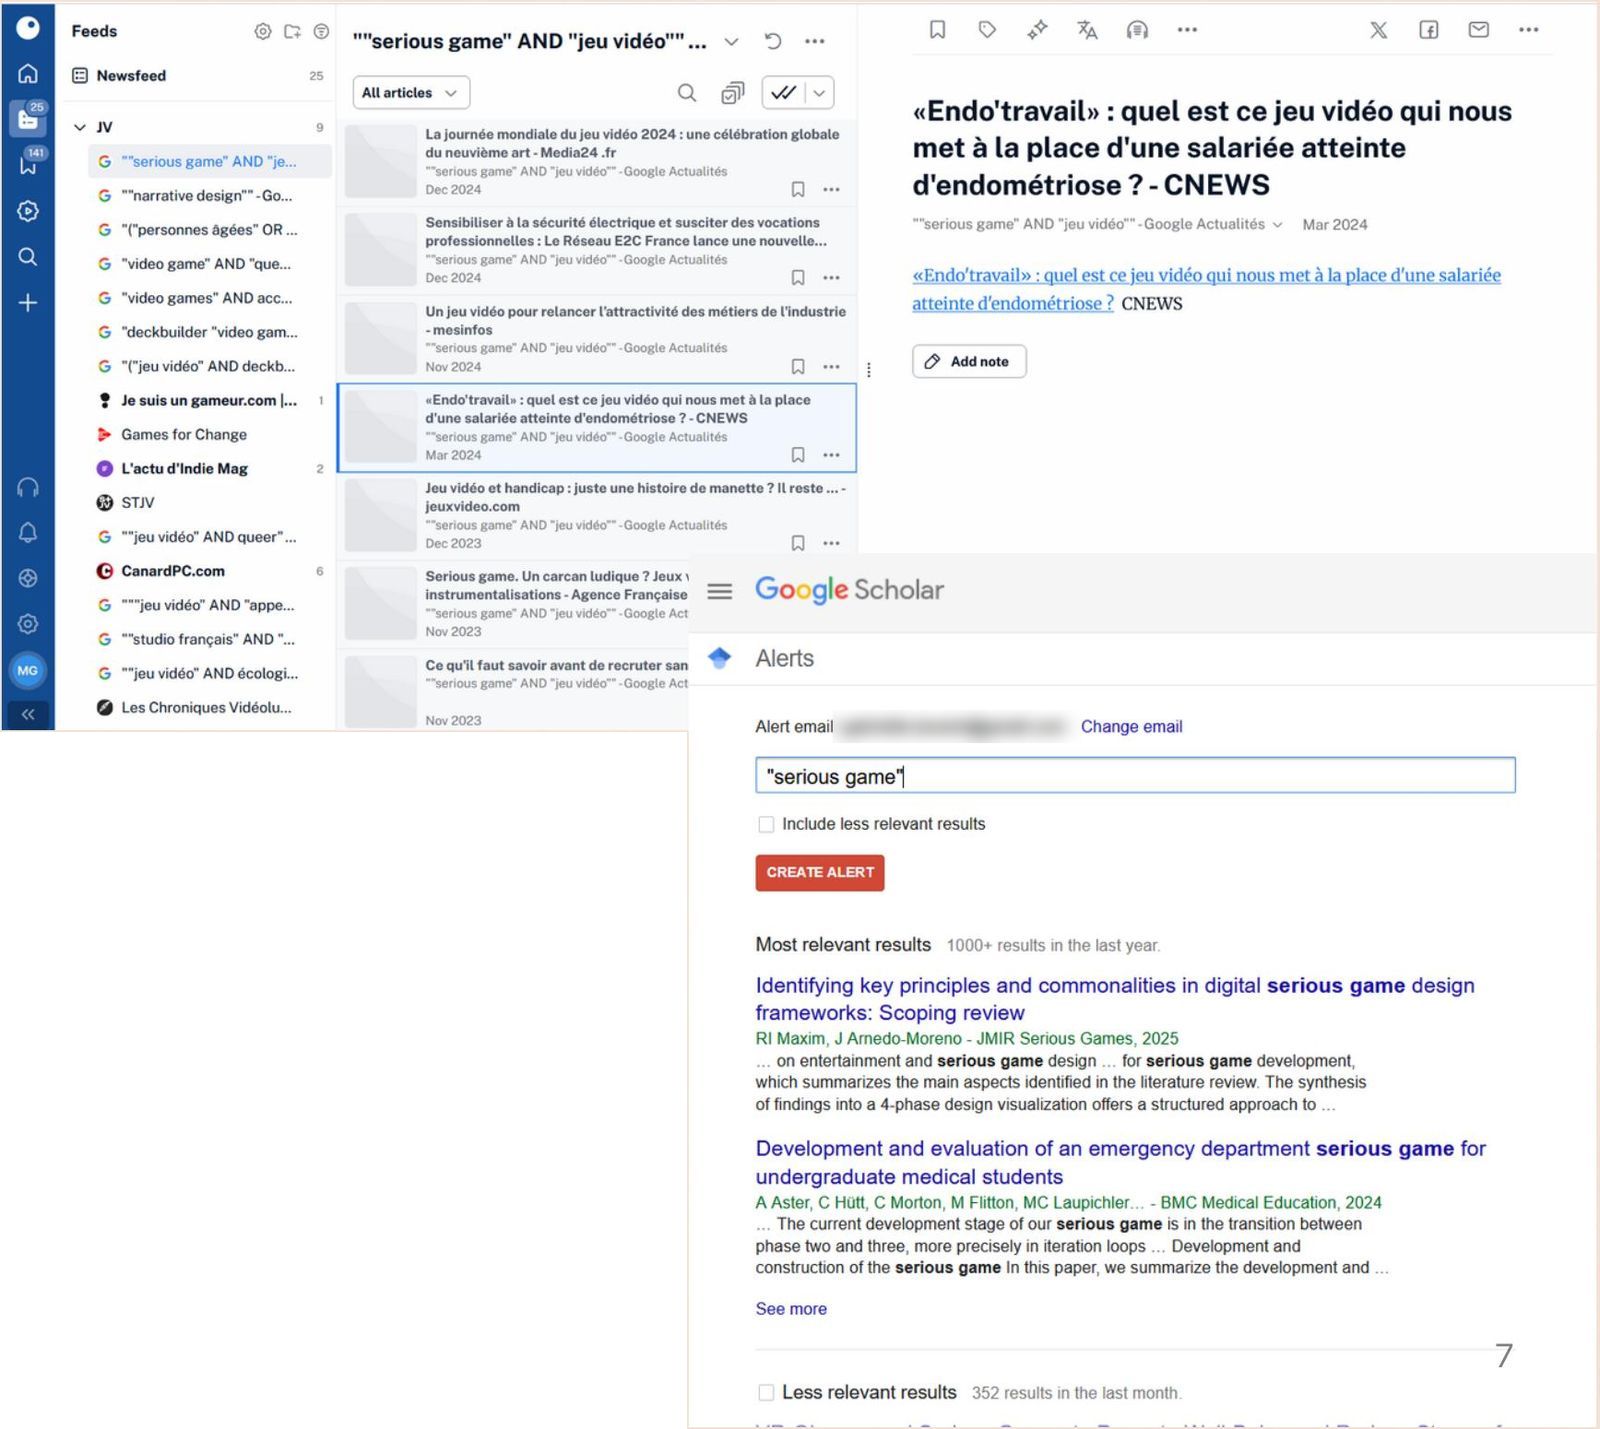 Feeds
Newsfeed 25
25
141
JV 9
""serious game" AND "je...
""narrative design"" - Go...
"("personnes âgées" OR ...
"video game" AND "que...
"video games" AND acc...
"deckbuilder "video gam...
"("jeu vidéo" AND deckb...
Je suis un gameur.com |... 1
Games for Change
L'actu d'Indie Mag 2
STJV
""jeu vidéo" AND queer"...
CanardPC.com 6
"""jeu vidéo" AND "appe...
""studio français" AND "...
""jeu vidéo" AND écologi...
Les Chroniques Vidéolu...
MG
""serious game" AND "jeu vidéo"" ...
All articles
La journée mondiale du jeu vidéo 2024 : une célébration globale
du neuvième art - Media24 .fr
""serious game" AND "jeu vidéo"" - Google Actualités
Dec 2024
Sensibiliser à la sécurité électrique et susciter des vocations
professionnelles : Le Réseau E2C France lance une nouvelle...
""serious game" AND "jeu vidéo"" - Google Actualités
Dec 2024
Un jeu vidéo pour relancer l'attractivité des métiers de l'industrie
- mesinfos
""serious game" AND "jeu vidéo"" - Google Actualités
Nov 2024
«Endo'travail» : quel est ce jeu vidéo qui nous met à la place
d'une salariée atteinte d'endométriose ? - CNEWS
""serious game" AND "jeu vidéo"" - Google Actualités
Mar 2024
Jeu vidéo et handicap : juste une histoire de manette ? Il reste ... -
jeuxvideo.com
""serious game" AND "jeu vidéo"" - Google Actualités
Dec 2023
Serious game. Un carcan ludique ? Jeux v
instrumentalisations - Agence Française
""serious game" AND "jeu vidéo"" - Google Act
Nov 2023
Ce qu'il faut savoir avant de recruter san
""serious game" AND "jeu vidéo"" - Google Act
Nov 2023
«Endo'travail» : quel est ce jeu vidéo qui nous
met à la place d'une salariée atteinte
d'endométriose ? - CNEWS
""serious game" AND "jeu vidéo"" - Google Actualités Mar 2024
«Endo'travail» : quel est ce jeu vidéo qui nous met à la place d'une salariée
atteinte d'endométriose ? CNEWS
Add note
Google Scholar
Alerts
Alert email Change email
"serious game"
Include less relevant results
CREATE ALERT
Most relevant results 1000+ results in the last year.
Identifying key principles and commonalities in digital serious game design
frameworks: Scoping review
RI Maxim, J Arnedo-Moreno - JMIR Serious Games, 2025
... on entertainment and serious game design ... for serious game development,
which summarizes the main aspects identified in the literature review. The synthesis
of findings into a 4-phase design visualization offers a structured approach to ...
Development and evaluation of an emergency department serious game for
undergraduate medical students
A Aster, C Hütt, C Morton, M Flitton, MC Laupichler... - BMC Medical Education, 2024
... The current development stage of our serious game is in the transition between
phase two and three, more precisely in iteration loops ... Development and
construction of the serious game In this paper, we summarize the development and ...
See more
7
Less relevant results 352 results in the last month.